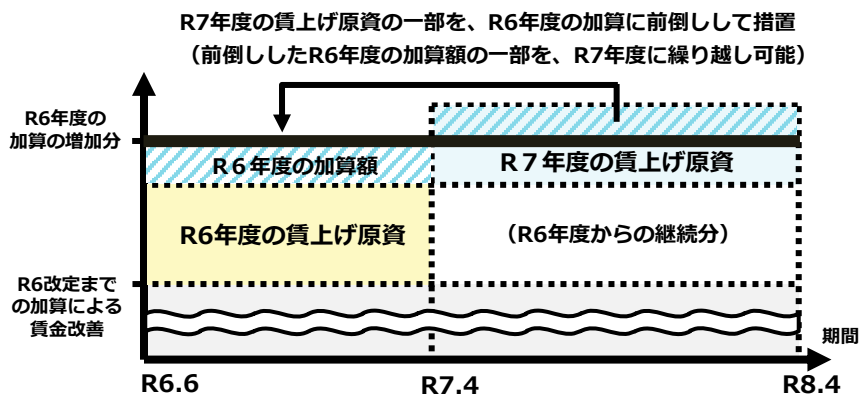 R7年度の賃上げ原資の一部を、R6年度の加算に前倒しして措置
（前倒ししたR6年度の加算額の一部を、R7年度に繰り越し可能）
R6年度の
加算の増加分
R６年度の加算額
R７年度の賃上げ原資
R6年度の賃上げ原資
（R6年度からの継続分）
R6改定まで
の加算による
賃金改善
期間
R6.6
R7.4
R8.4